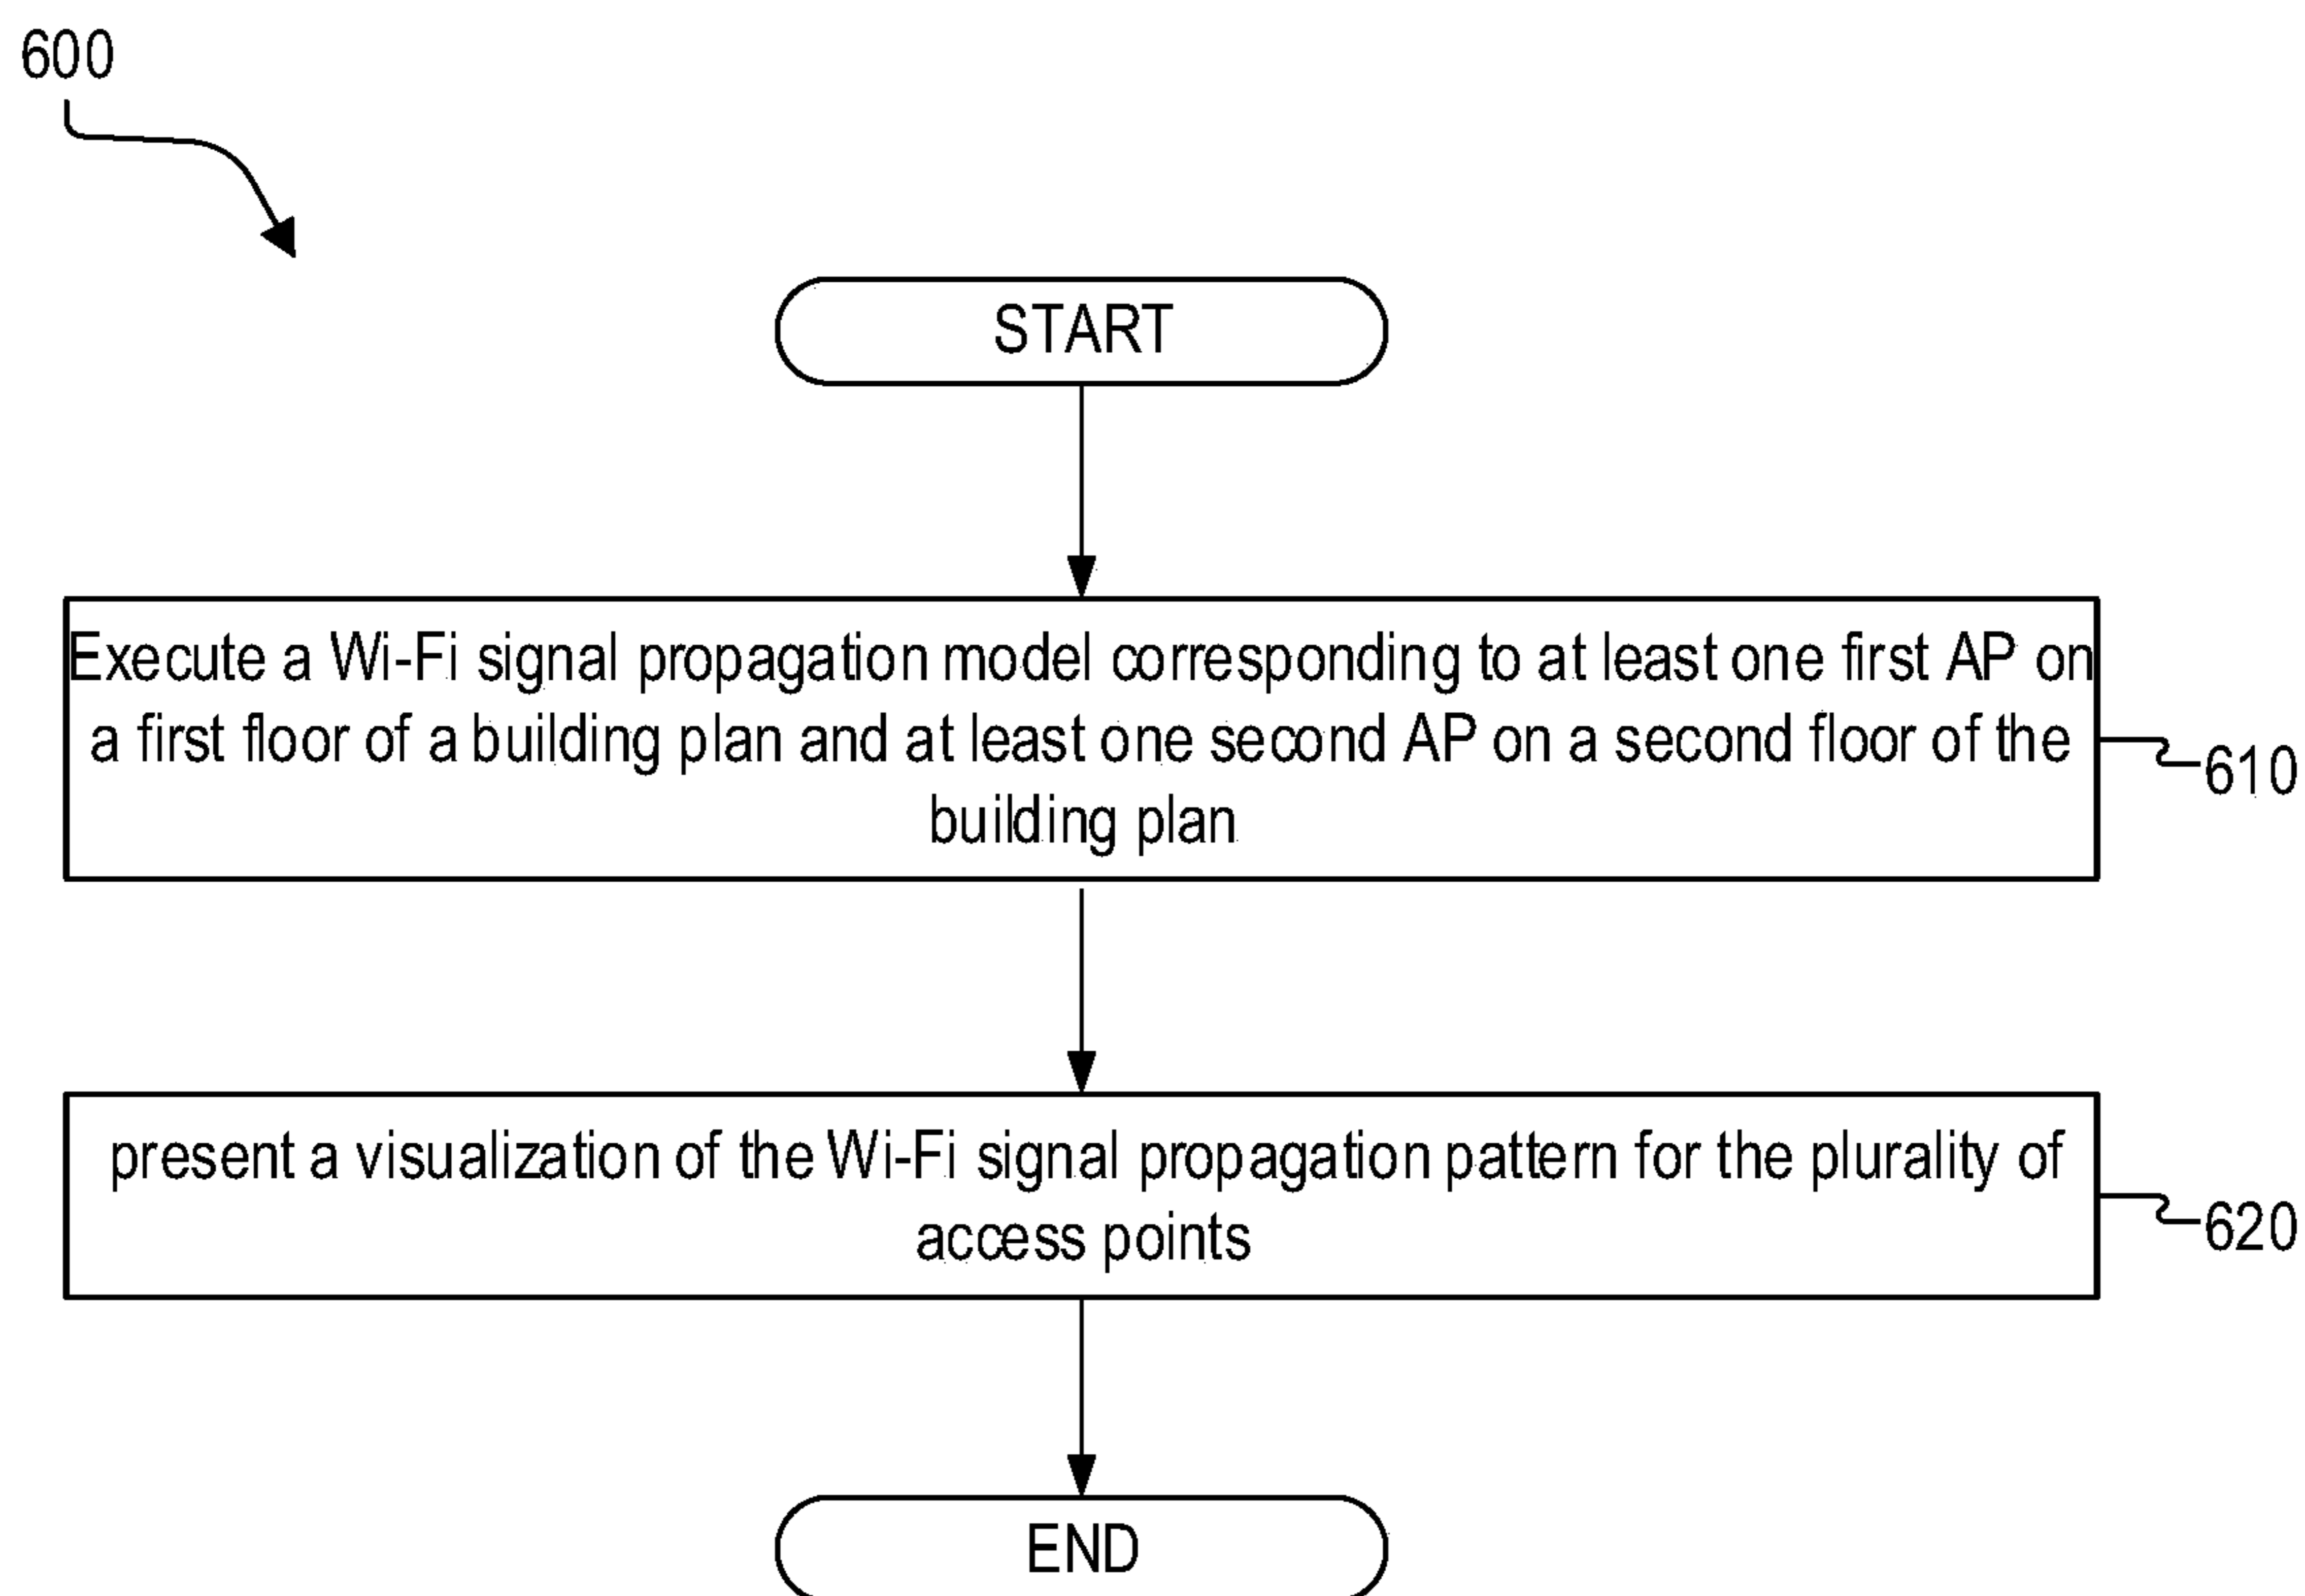 600
START
Execute a Wi-Fi signal propagation model corresponding to at least one first AP on
a first floor of a building plan and at least one second AP on a second floor of the
building plan
610
present a visualization of the Wi-Fi signal propagation pattern for the plurality of
access points
620
END